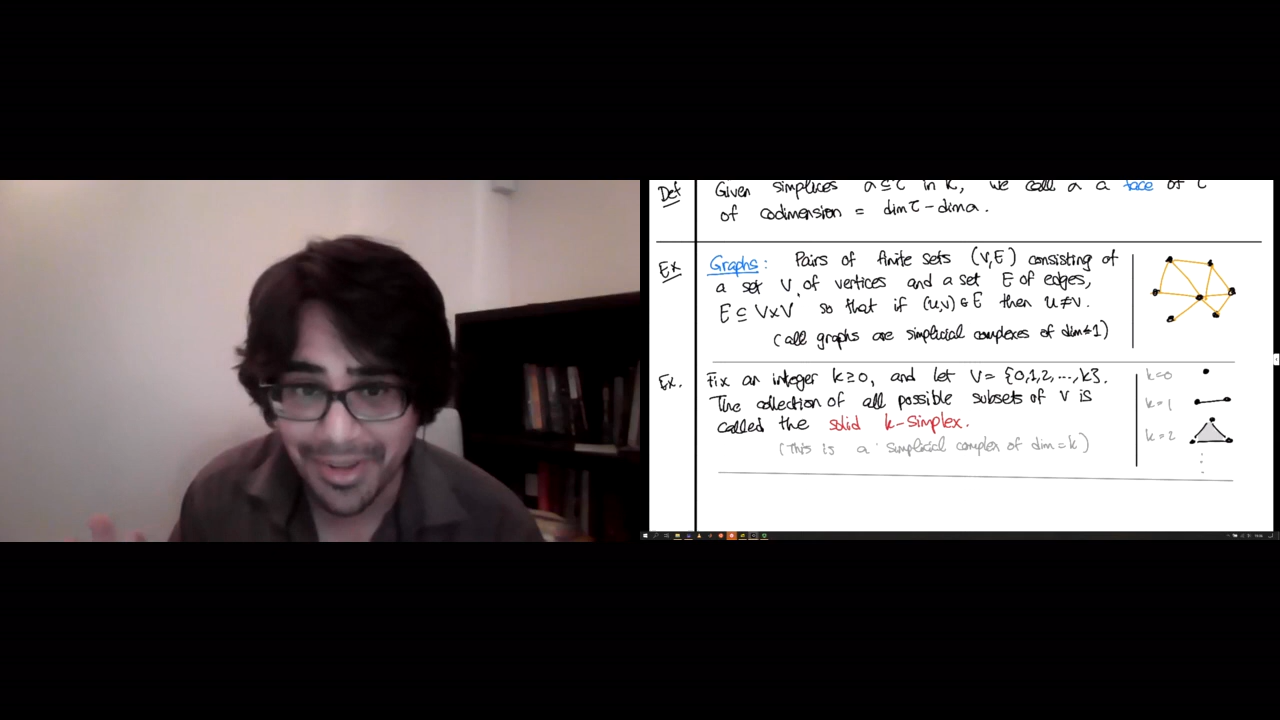 Def Given simplices α⊆τ in K, we call α a face of τ
of codimension = dim τ - dim α.
Ex Graphs: Pairs of finite sets (V,E) consisting of
a set V of vertices and a set E of edges,
E ⊆ V×V so that if (u,v) ∈ E then u≠v.
(all graphs are simplicial complexes of dim ≤ 1)
Ex. Fix an integer k≥0, and let V = {0,1,2,...,k}.
The collection of all possible subsets of V is
called the solid k-simplex.
(This is a simplicial complex of dim = k)
k=0
k=1
k=2